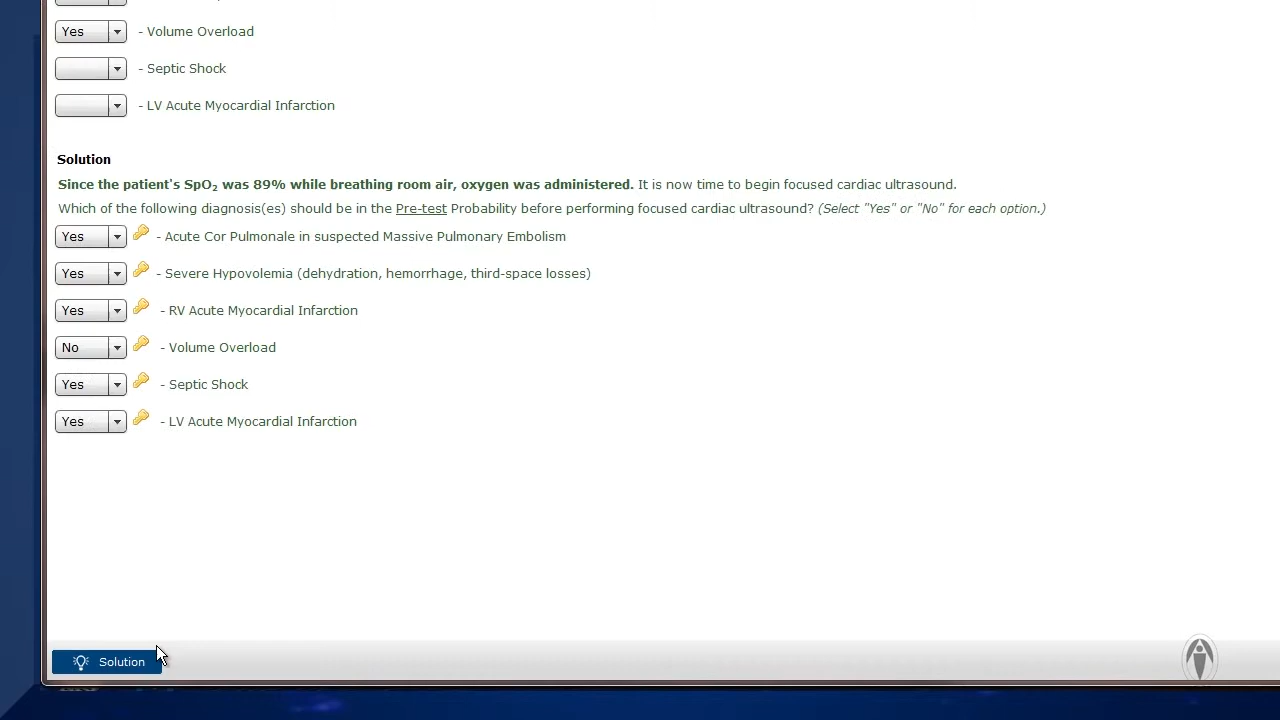 Yes - Volume Overload
- Septic Shock
- LV Acute Myocardial Infarction
Solution
Since the patient's SpO₂ was 89% while breathing room air, oxygen was administered. It is now time to begin focused cardiac ultrasound.
Which of the following diagnosis(es) should be in the Pre-test Probability before performing focused cardiac ultrasound? (Select "Yes" or "No" for each option.)
Yes - Acute Cor Pulmonale in suspected Massive Pulmonary Embolism
Yes - Severe Hypovolemia (dehydration, hemorrhage, third-space losses)
Yes - RV Acute Myocardial Infarction
No - Volume Overload
Yes - Septic Shock
Yes - LV Acute Myocardial Infarction
Solution